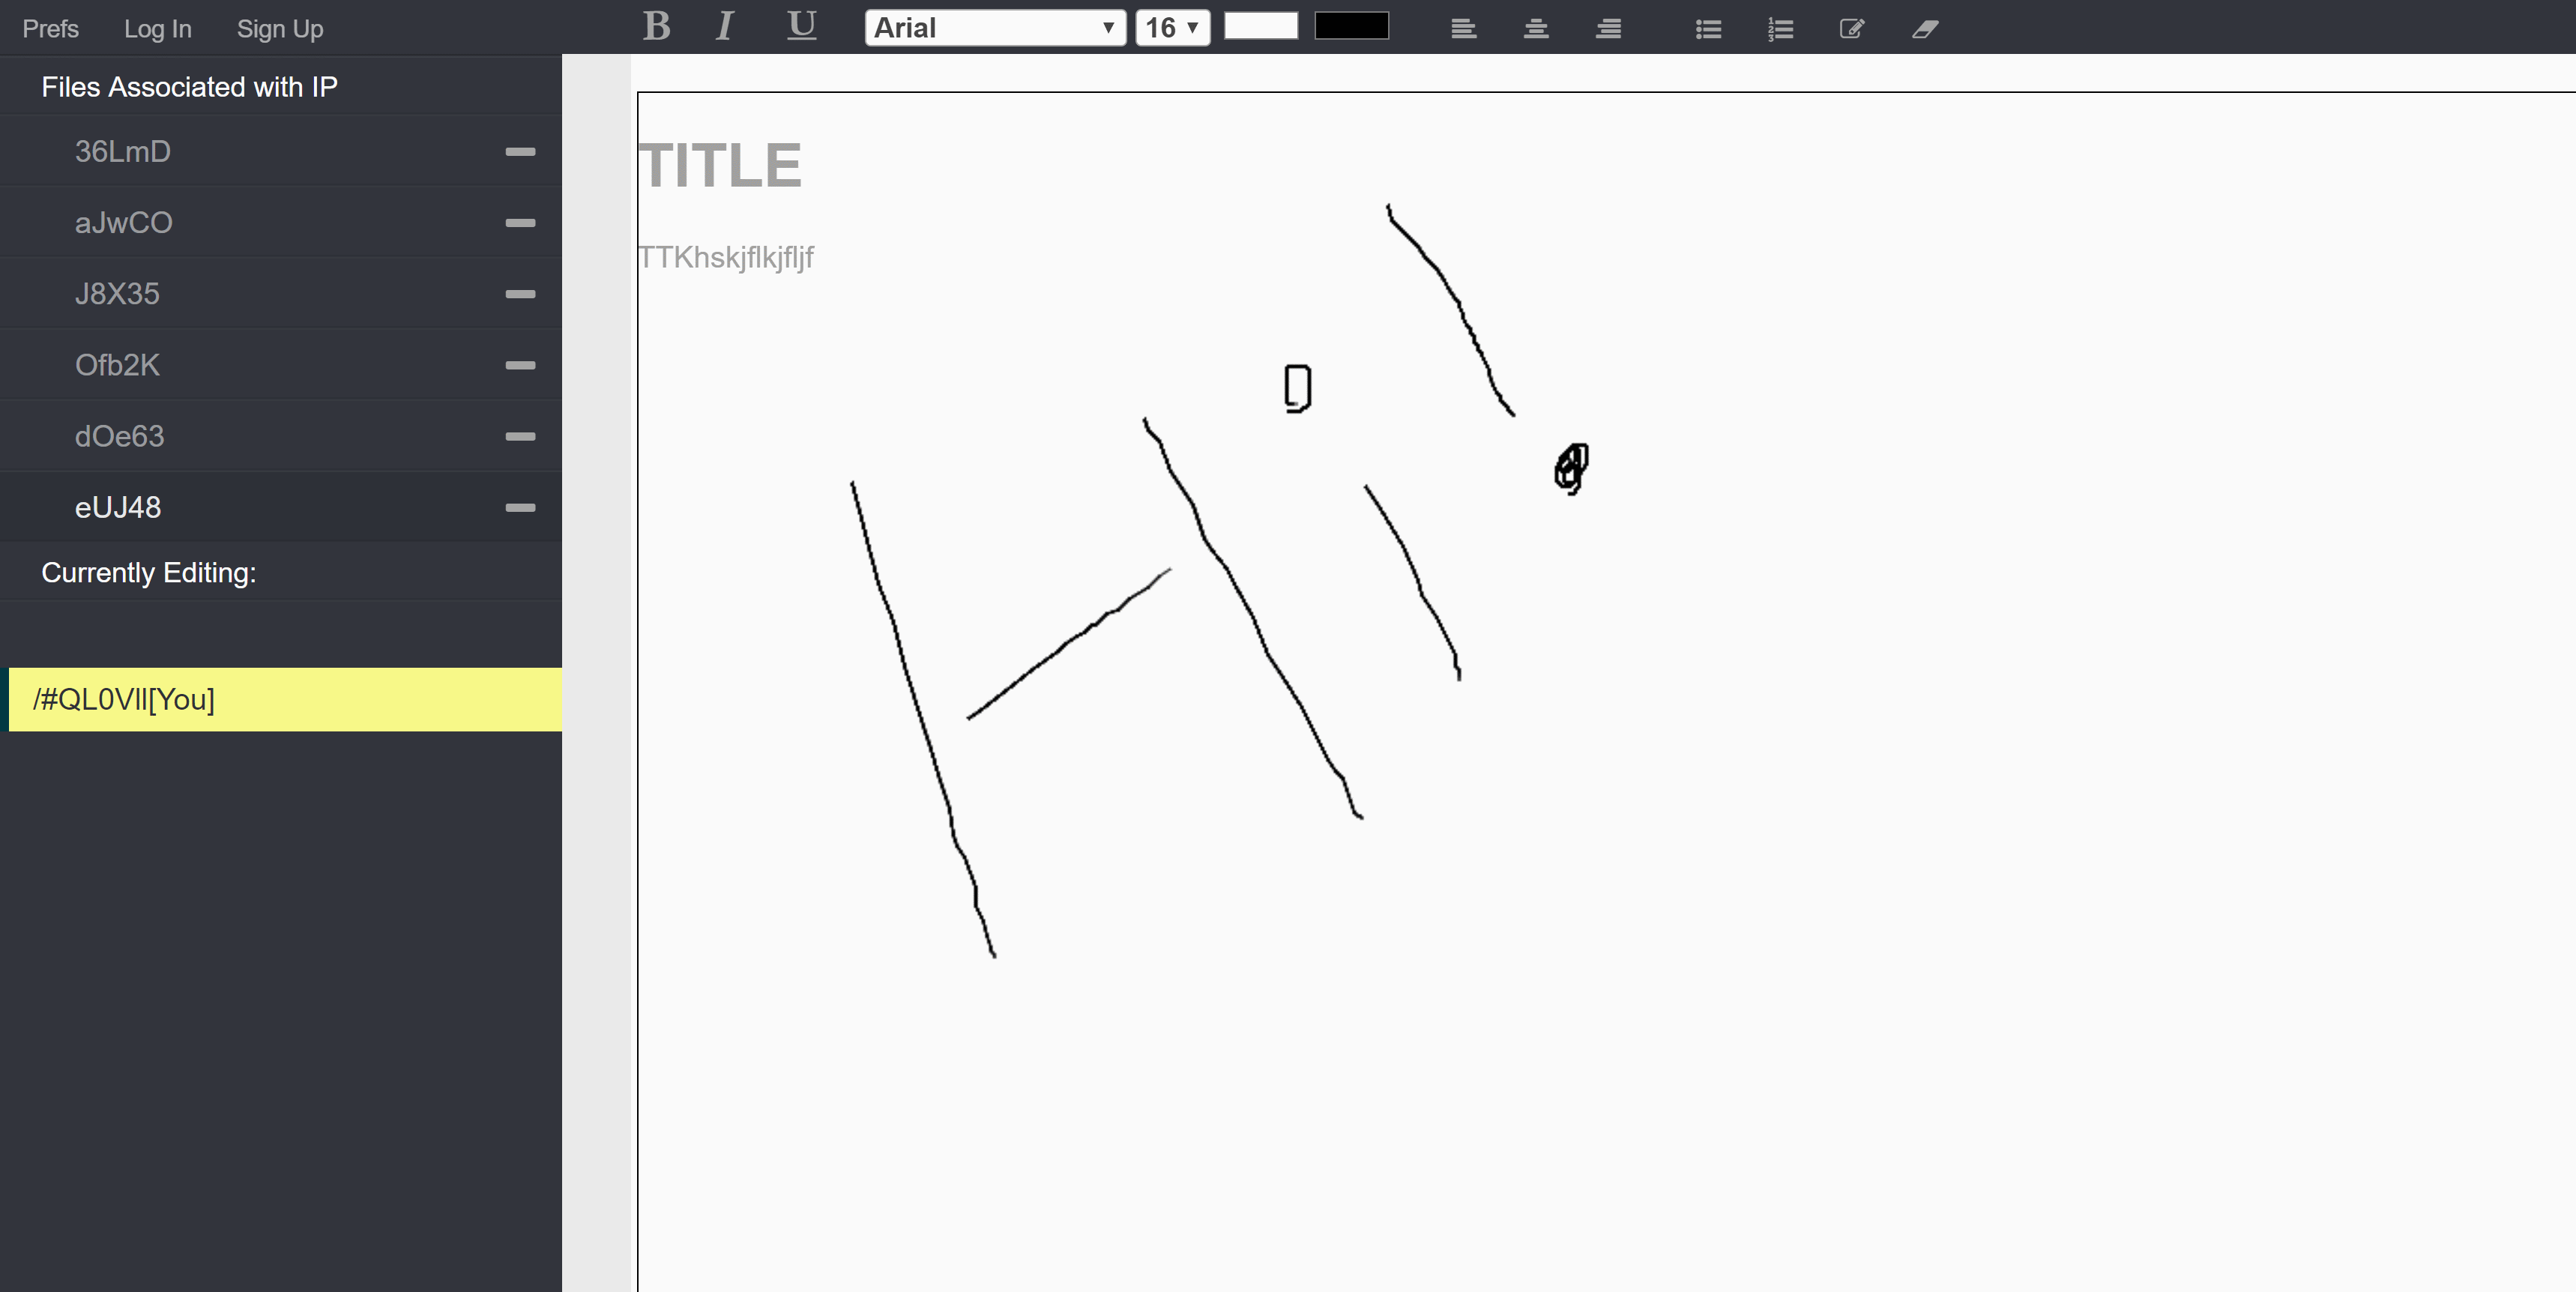 Prefs Log In Sign Up B I U Arial 16
Files Associated with IP
36LmD
aJwCO
J8X35
Ofb2K
dOe63
eUJ48
Currently Editing:
/#QL0Vll[You]
TITLE
TTKhskjflkjfljf
Hi!